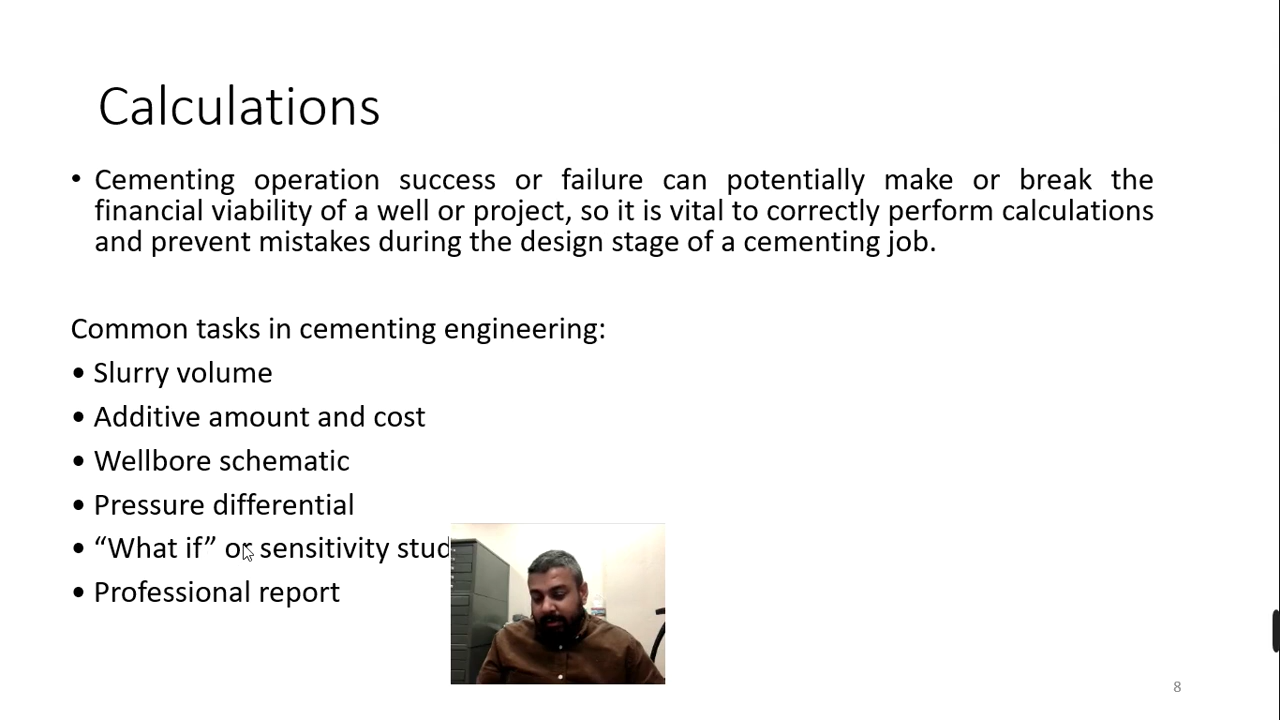 Calculations
• Cementing operation success or failure can potentially make or break the
financial viability of a well or project, so it is vital to correctly perform calculations
and prevent mistakes during the design stage of a cementing job.
Common tasks in cementing engineering:
• Slurry volume
• Additive amount and cost
• Wellbore schematic
• Pressure differential
• “What if” or sensitivity
• Professional report
8